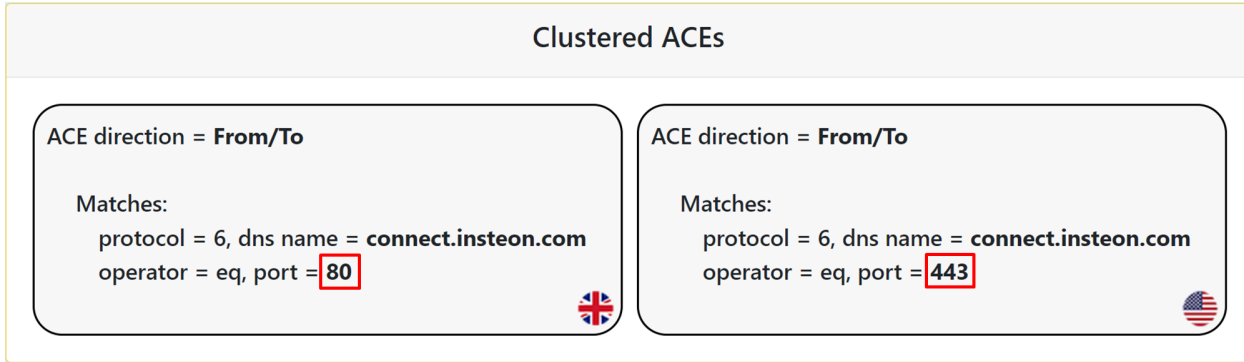 Clustered ACEs
ACE direction = From/To
Matches:
protocol = 6, dns name = connect.insteon.com
operator = eq, port = 80
ACE direction = From/To
Matches:
protocol = 6, dns name = connect.insteon.com
operator = eq, port = 443